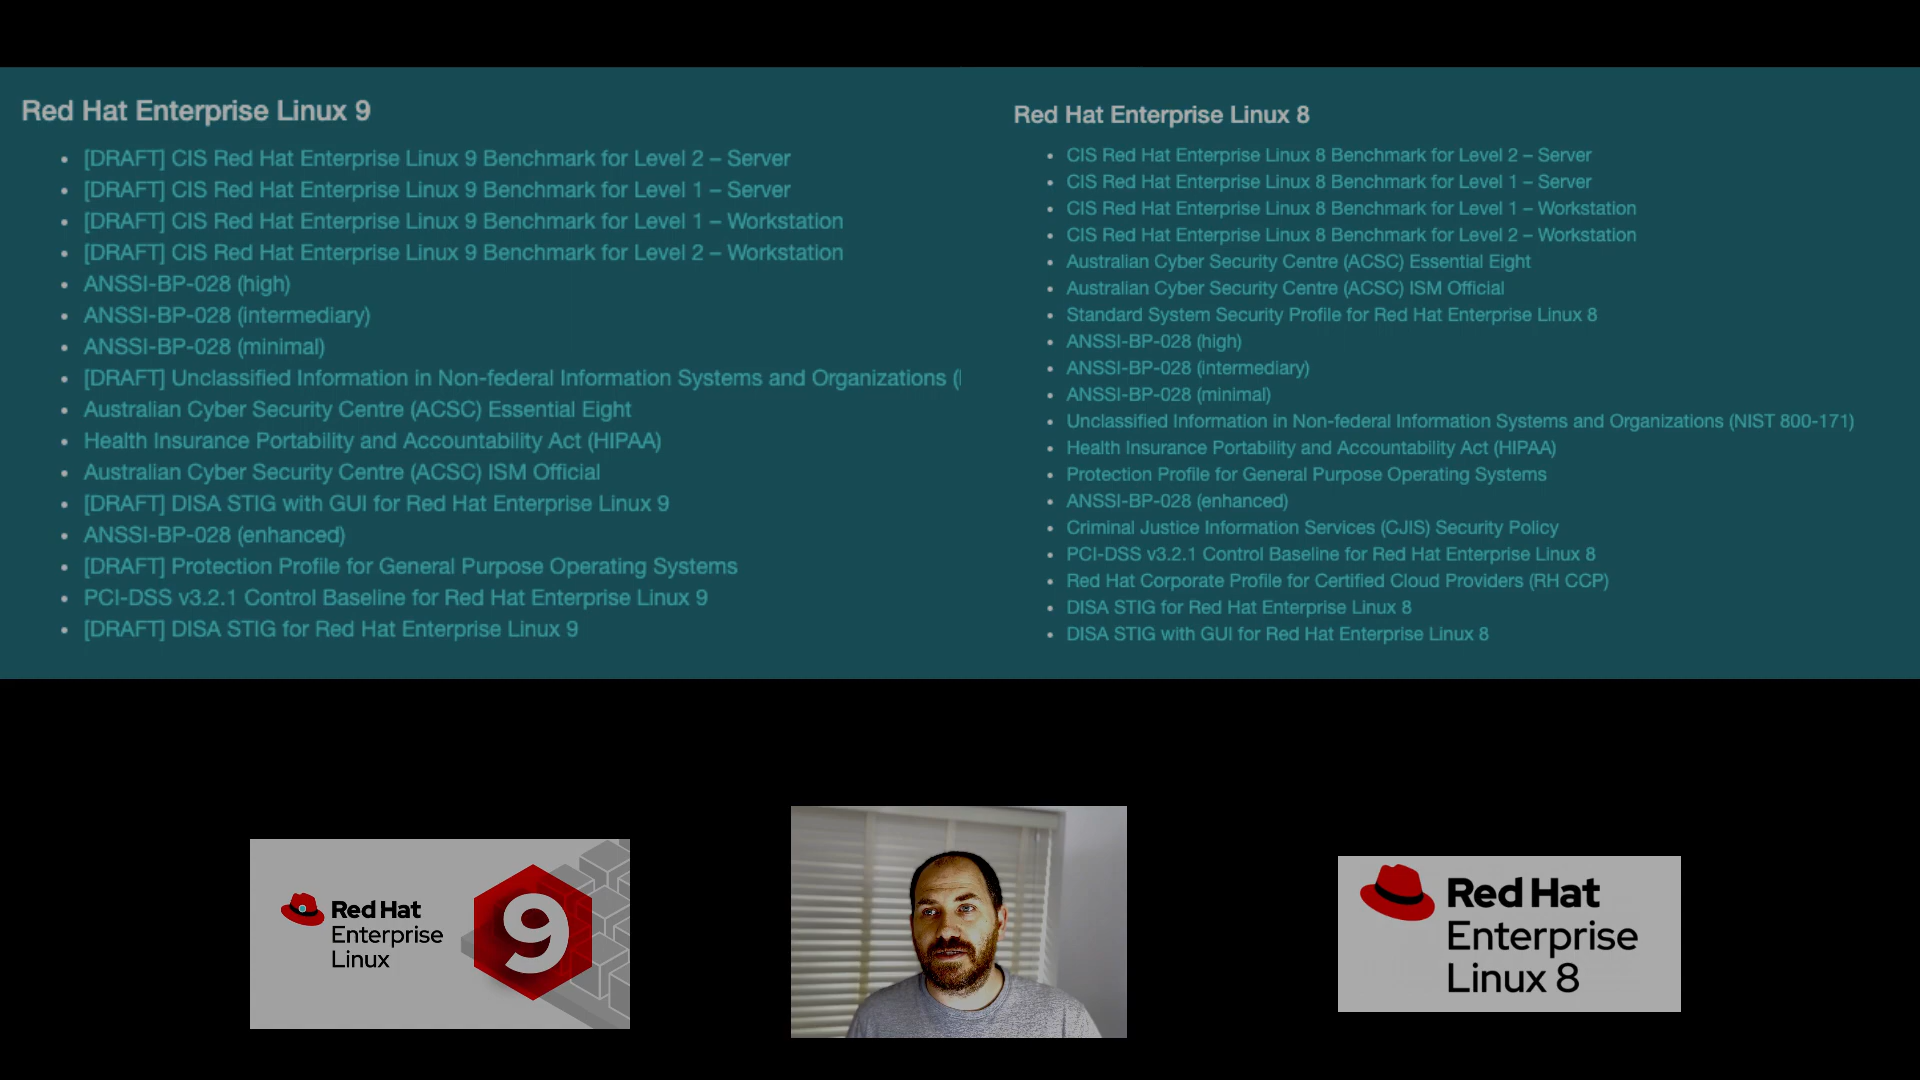 Red Hat Enterprise Linux 9
[DRAFT] CIS Red Hat Enterprise Linux 9 Benchmark for Level 2 – Server
[DRAFT] CIS Red Hat Enterprise Linux 9 Benchmark for Level 1 – Server
[DRAFT] CIS Red Hat Enterprise Linux 9 Benchmark for Level 1 – Workstation
[DRAFT] CIS Red Hat Enterprise Linux 9 Benchmark for Level 2 – Workstation
ANSSI-BP-028 (high)
ANSSI-BP-028 (intermediary)
ANSSI-BP-028 (minimal)
[DRAFT] Unclassified Information in Non-federal Information Systems and Organizations (
Australian Cyber Security Centre (ACSC) Essential Eight
Health Insurance Portability and Accountability Act (HIPAA)
Australian Cyber Security Centre (ACSC) ISM Official
[DRAFT] DISA STIG with GUI for Red Hat Enterprise Linux 9
ANSSI-BP-028 (enhanced)
[DRAFT] Protection Profile for General Purpose Operating Systems
PCI-DSS v3.2.1 Control Baseline for Red Hat Enterprise Linux 9
[DRAFT] DISA STIG for Red Hat Enterprise Linux 9
Red Hat Enterprise Linux 8
CIS Red Hat Enterprise Linux 8 Benchmark for Level 2 – Server
CIS Red Hat Enterprise Linux 8 Benchmark for Level 1 – Server
CIS Red Hat Enterprise Linux 8 Benchmark for Level 1 – Workstation
CIS Red Hat Enterprise Linux 8 Benchmark for Level 2 – Workstation
Australian Cyber Security Centre (ACSC) Essential Eight
Australian Cyber Security Centre (ACSC) ISM Official
Standard System Security Profile for Red Hat Enterprise Linux 8
ANSSI-BP-028 (high)
ANSSI-BP-028 (intermediary)
ANSSI-BP-028 (minimal)
Unclassified Information in Non-federal Information Systems and Organizations (NIST 800-171)
Health Insurance Portability and Accountability Act (HIPAA)
Protection Profile for General Purpose Operating Systems
ANSSI-BP-028 (enhanced)
Criminal Justice Information Services (CJIS) Security Policy
PCI-DSS v3.2.1 Control Baseline for Red Hat Enterprise Linux 8
Red Hat Corporate Profile for Certified Cloud Providers (RH CCP)
DISA STIG for Red Hat Enterprise Linux 8
DISA STIG with GUI for Red Hat Enterprise Linux 8
Red Hat
Enterprise
Linux
9
Red Hat
Enterprise
Linux 8